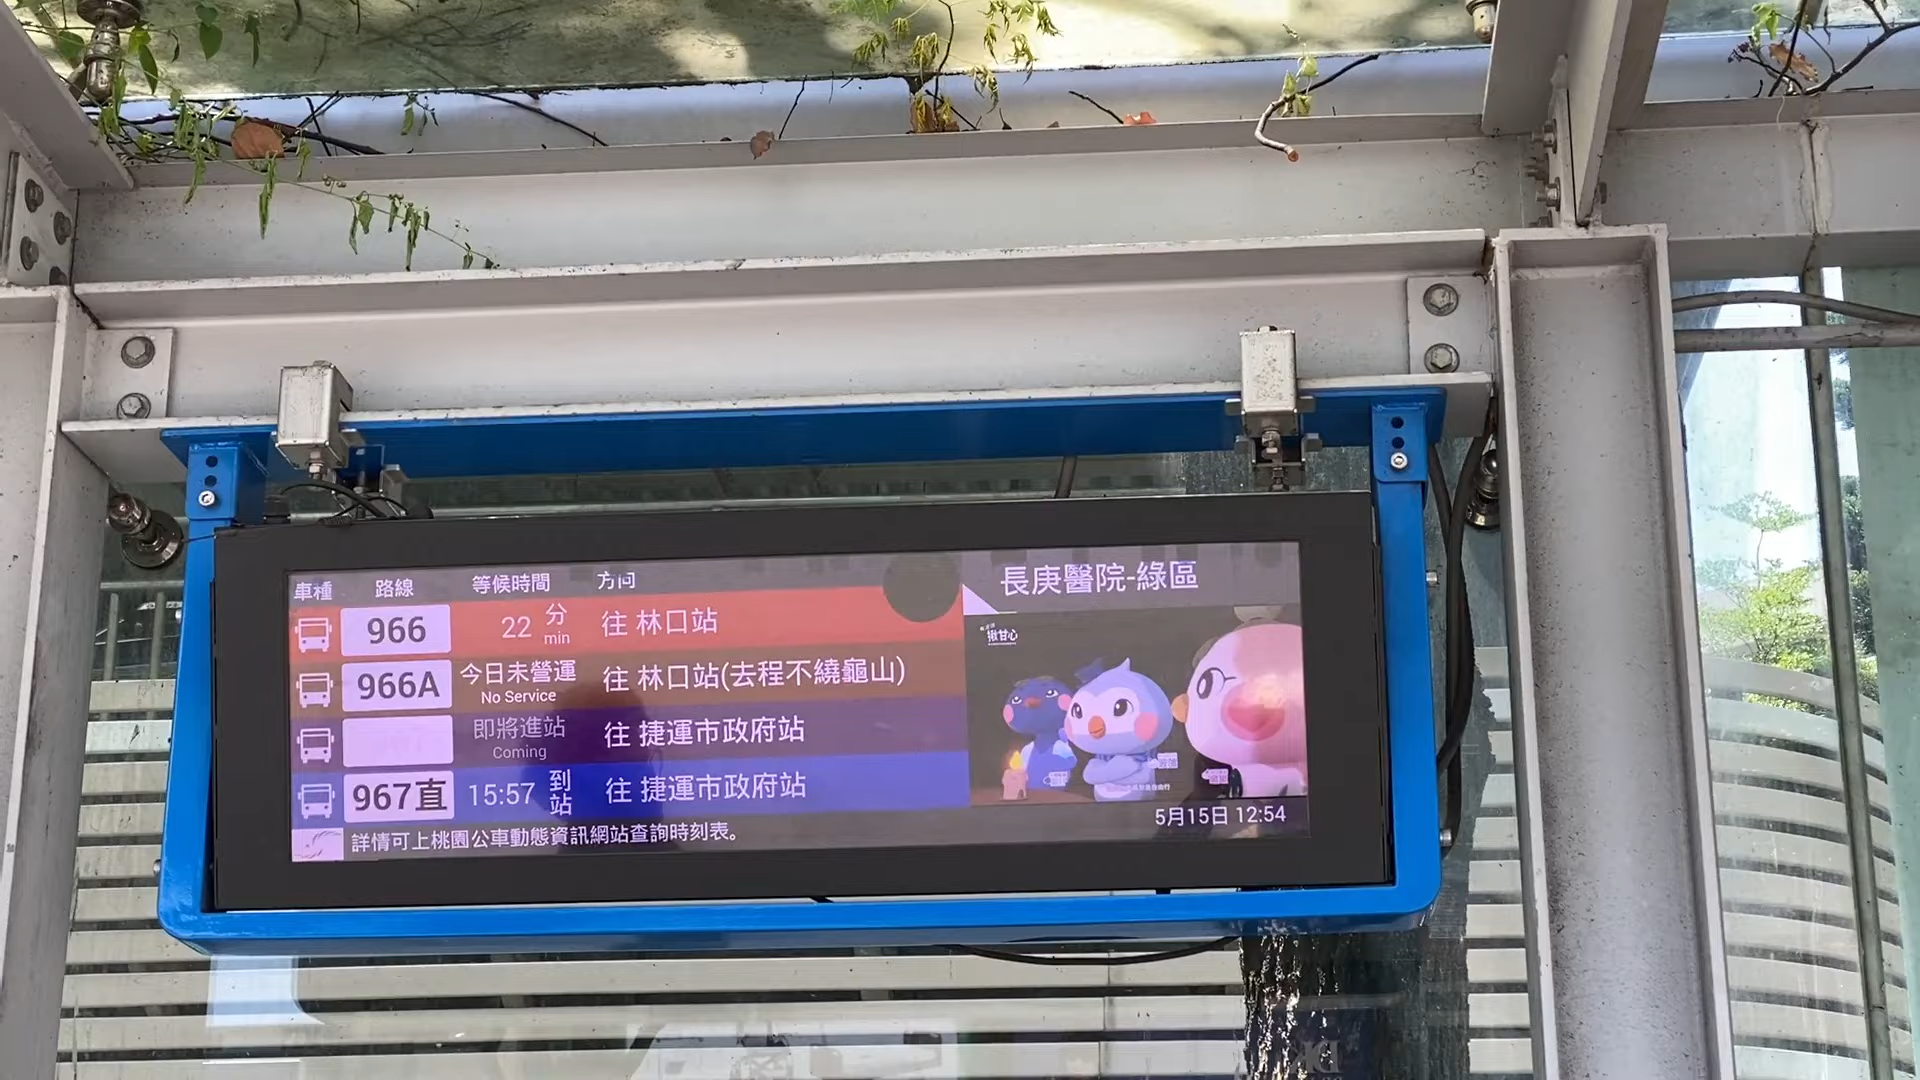 車種 路線 等候時間 方向
966 22 分 min 往 林口站
966A 今日未營運 No Service 往 林口站(去程不繞龜山)
即將進站 Coming 往 捷運市政府站
967直 15:57 到站 往 捷運市政府站
詳情可上桃園公車動態資訊網站查詢時刻表。
長庚醫院-綠區
揪甘心
5月15日 12:54